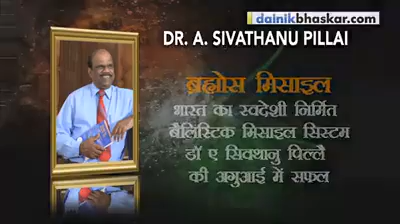 dainikbhaskar.com
DR. A. SIVATHANU PILLAI
ब्रह्मोस मिसाइल
भारत का स्वदेशी निर्मित
बैलिस्टिक मिसाइल सिस्टम
डॉ ए सिवथानु पिल्लै
की अगुआई में सफल